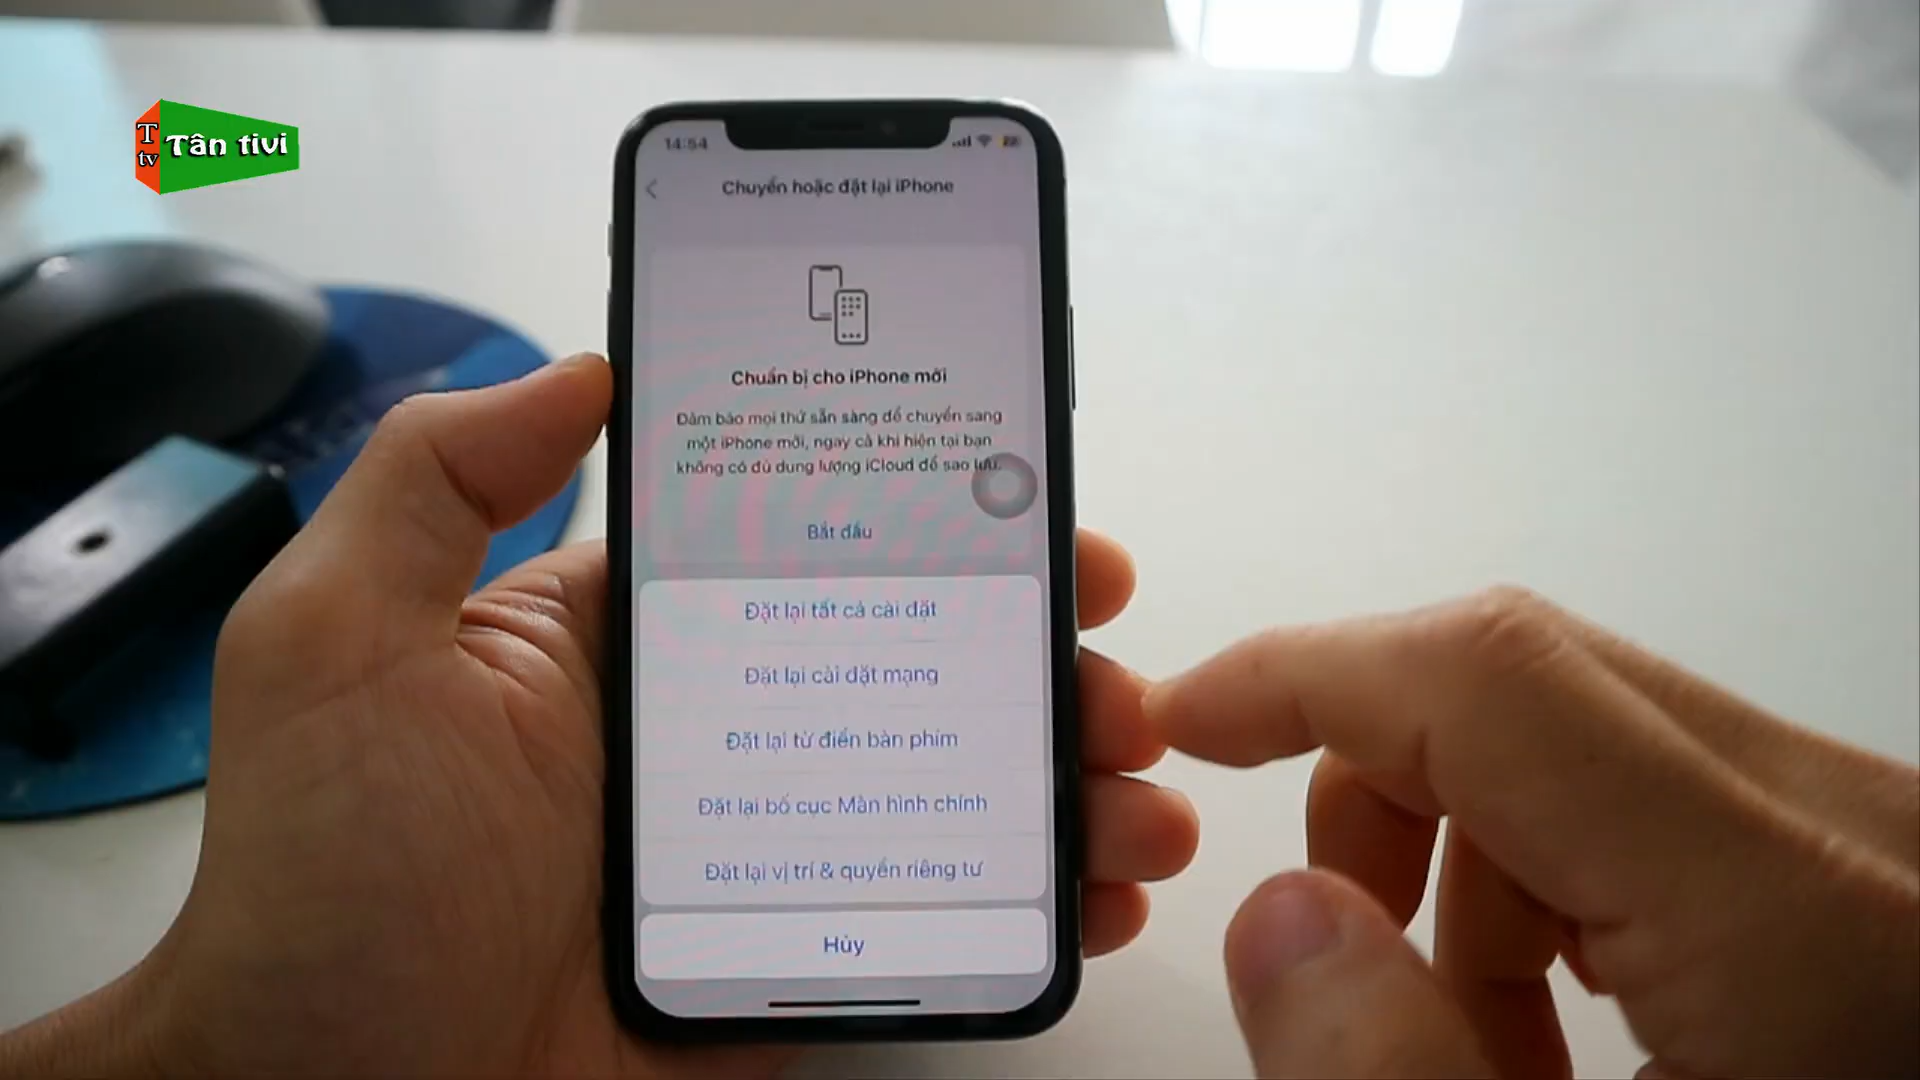 T
tv
Tân tivi
14:54
Chuyển hoặc đặt lại iPhone
Chuẩn bị cho iPhone mới
Đảm bảo mọi thứ sẵn sàng để chuyển sang
một iPhone mới, ngay cả khi hiện tại bạn
không có đủ dung lượng iCloud để sao lưu.
Bắt đầu
Đặt lại tất cả cài đặt
Đặt lại cài đặt mạng
Đặt lại từ điển bàn phím
Đặt lại bố cục Màn hình chính
Đặt lại vị trí & quyền riêng tư
Hủy